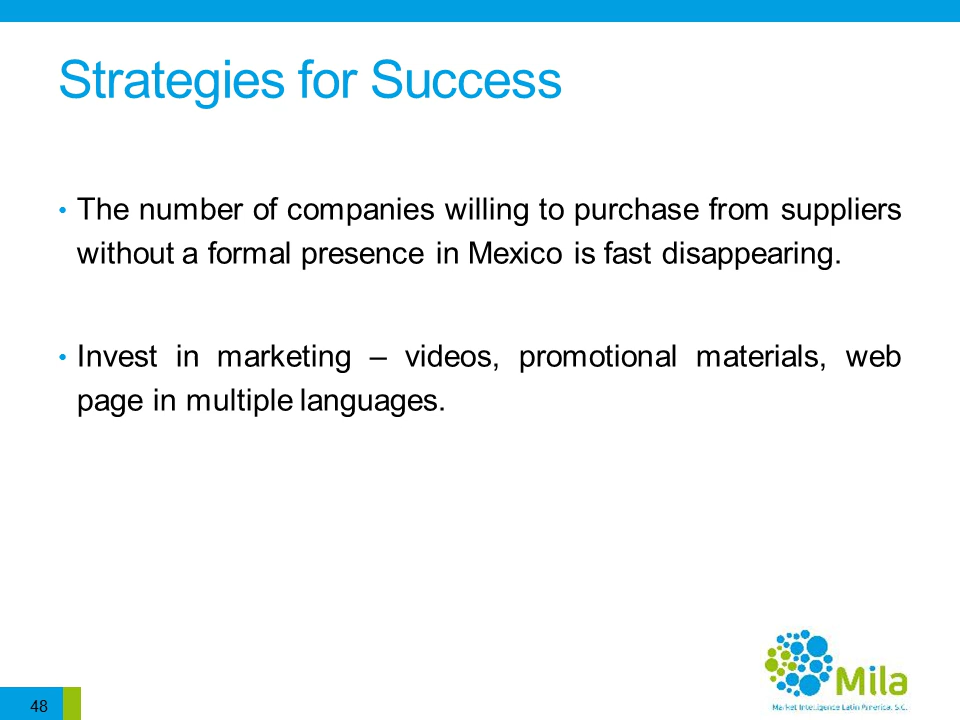 Strategies for Success
• The number of companies willing to purchase from suppliers
without a formal presence in Mexico is fast disappearing.
• Invest in marketing – videos, promotional materials, web
page in multiple languages.
Mila
Market Intelligence Latin America, S.C.
48